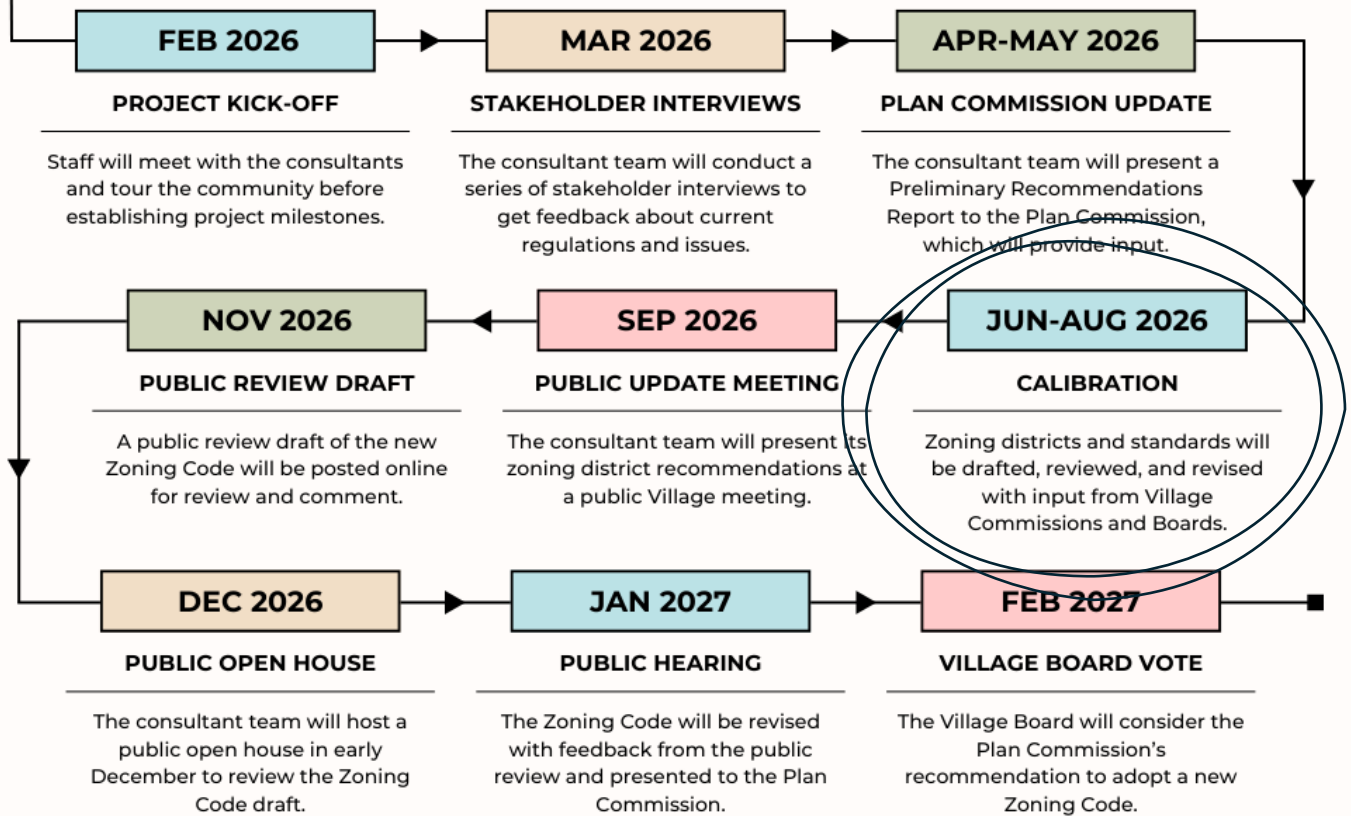 FEB 2026
PROJECT KICK-OFF
Staff will meet with the consultants
and tour the community before
establishing project milestones.
MAR 2026
STAKEHOLDER INTERVIEWS
The consultant team will conduct a
series of stakeholder interviews to
get feedback about current
regulations and issues.
APR-MAY 2026
PLAN COMMISSION UPDATE
The consultant team will present a
Preliminary Recommendations
Report to the Plan Commission,
which will provide input.
JUN-AUG 2026
CALIBRATION
Zoning districts and standards will
be drafted, reviewed, and revised
with input from Village
Commissions and Boards.
SEP 2026
PUBLIC UPDATE MEETING
The consultant team will present its
zoning district recommendations at
a public Village meeting.
NOV 2026
PUBLIC REVIEW DRAFT
A public review draft of the new
Zoning Code will be posted online
for review and comment.
DEC 2026
PUBLIC OPEN HOUSE
The consultant team will host a
public open house in early
December to review the Zoning
Code draft.
JAN 2027
PUBLIC HEARING
The Zoning Code will be revised
with feedback from the public
review and presented to the Plan
Commission.
FEB 2027
VILLAGE BOARD VOTE
The Village Board will consider the
Plan Commission's
recommendation to adopt a new
Zoning Code.